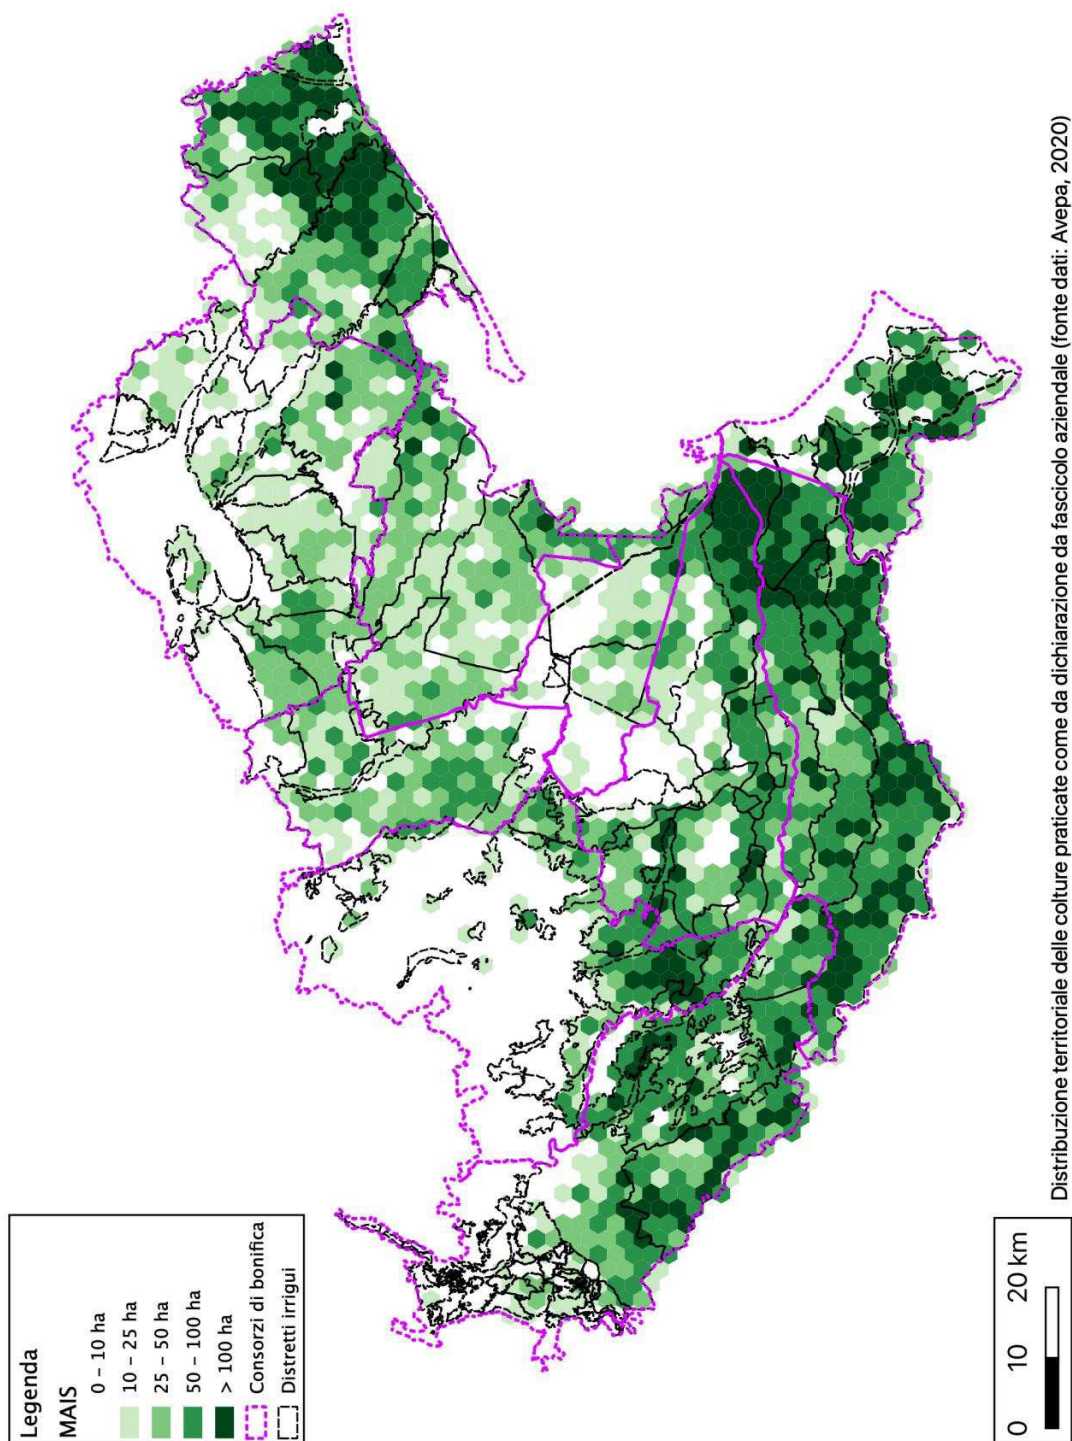 Legenda
MAIS
0 – 10 ha
10 – 25 ha
25 – 50 ha
50 – 100 ha
> 100 ha
Consorzi di bonifica
Distretti irrigui
0 10 20 km
Distribuzione territoriale delle colture praticate come da dichiarazione da fascicolo aziendale (fonte dati: Avepa, 2020)